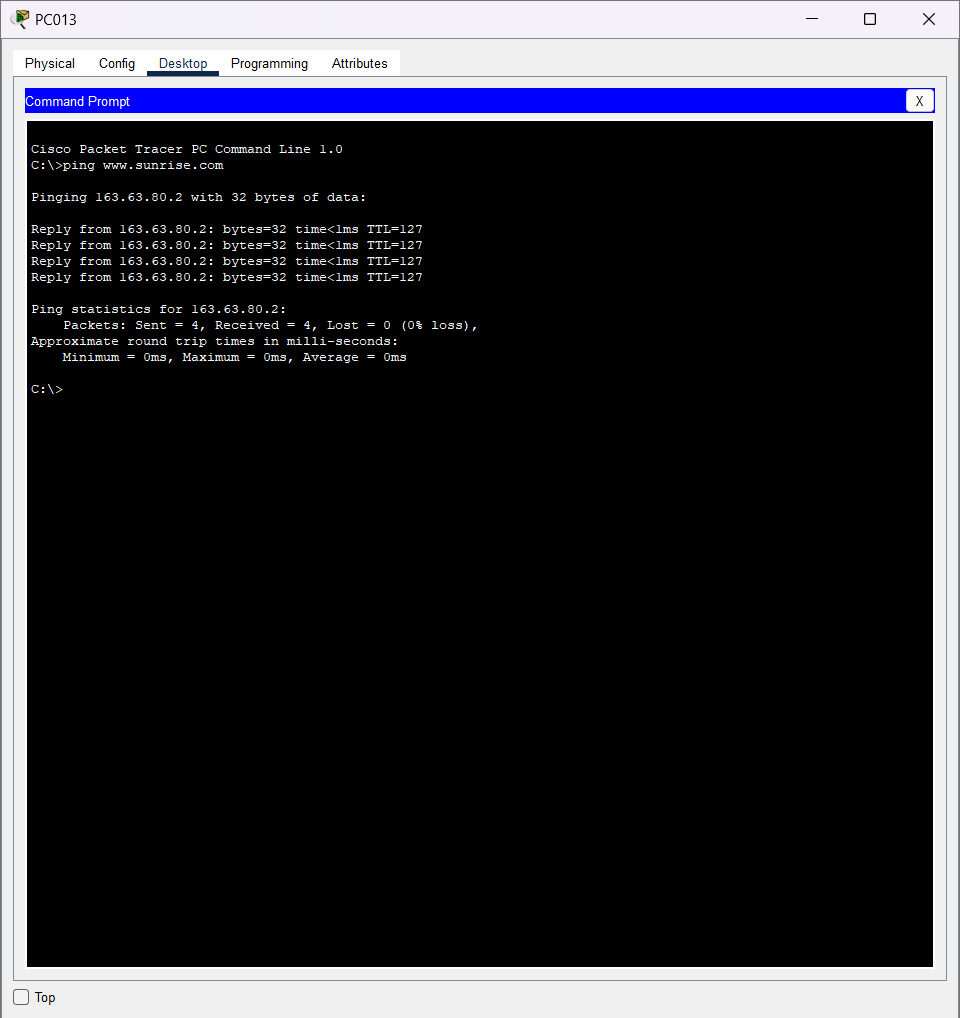 PC013
Physical Config Desktop Programming Attributes
Command Prompt
X
Cisco Packet Tracer PC Command Line 1.0
C:\>ping www.sunrise.com
Pinging 163.63.80.2 with 32 bytes of data:
Reply from 163.63.80.2: bytes=32 time<1ms TTL=127
Reply from 163.63.80.2: bytes=32 time<1ms TTL=127
Reply from 163.63.80.2: bytes=32 time<1ms TTL=127
Reply from 163.63.80.2: bytes=32 time<1ms TTL=127
Ping statistics for 163.63.80.2:
Packets: Sent = 4, Received = 4, Lost = 0 (0% loss),
Approximate round trip times in milli-seconds:
Minimum = 0ms, Maximum = 0ms, Average = 0ms
C:\>
Top